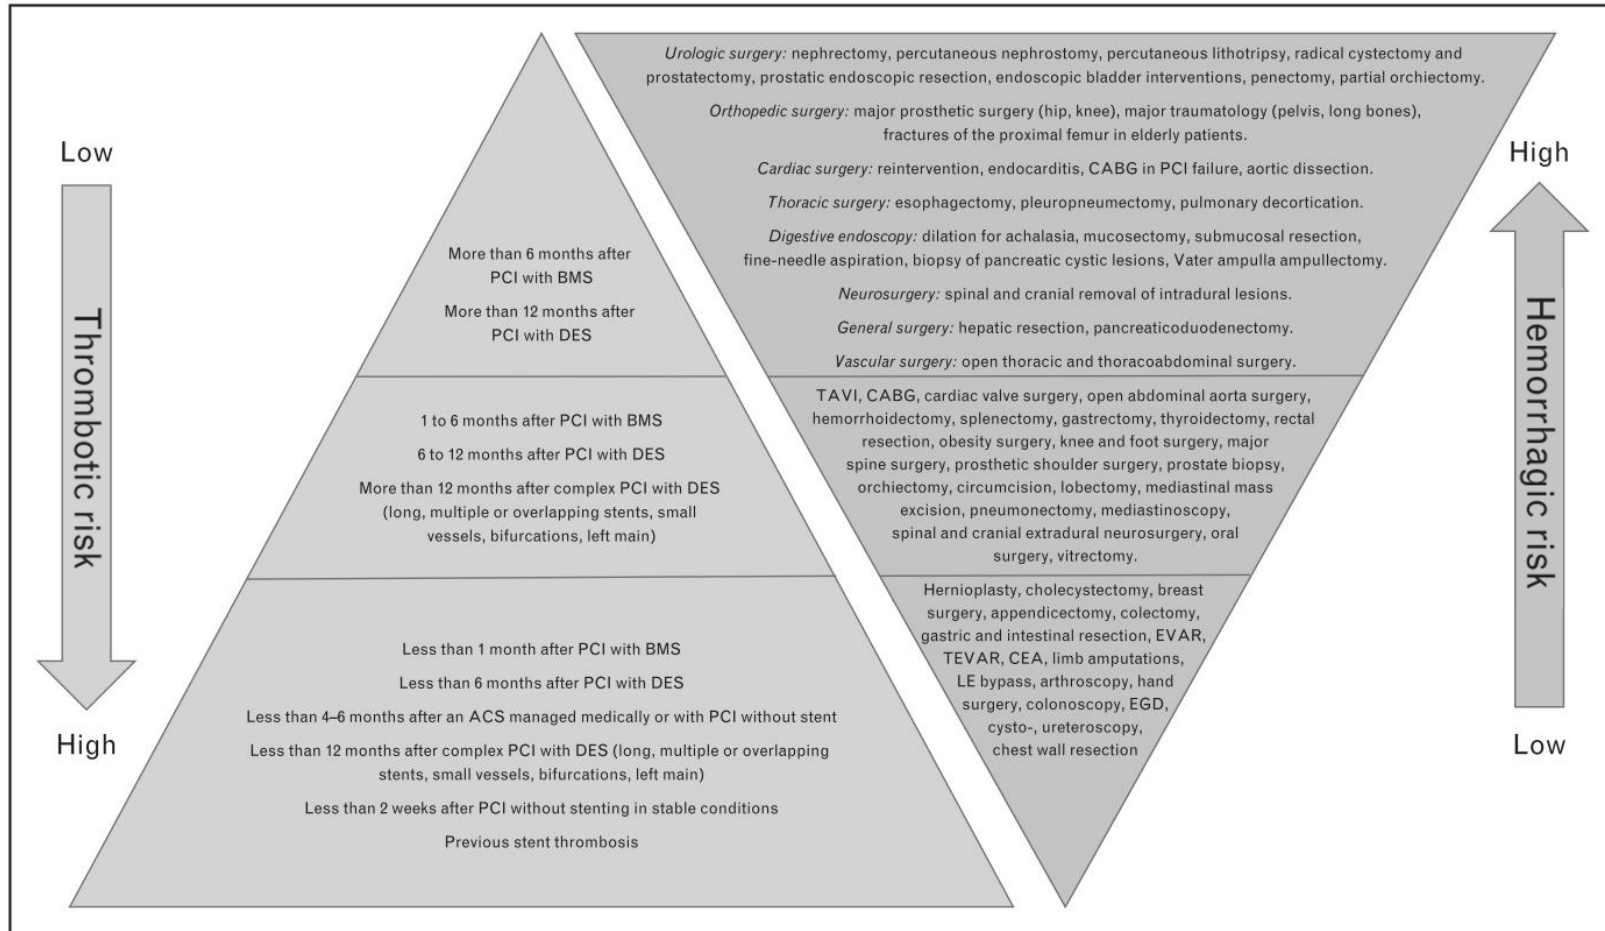 Low
Thrombotic risk
High
More than 6 months after
PCI with BMS
More than 12 months after
PCI with DES
1 to 6 months after PCI with BMS
6 to 12 months after PCI with DES
More than 12 months after complex PCI with DES
(long, multiple or overlapping stents, small
vessels, bifurcations, left main)
Less than 1 month after PCI with BMS
Less than 6 months after PCI with DES
Less than 4–6 months after an ACS managed medically or with PCI without stent
Less than 12 months after complex PCI with DES (long, multiple or overlapping
stents, small vessels, bifurcations, left main)
Less than 2 weeks after PCI without stenting in stable conditions
Previous stent thrombosis
Urologic surgery: nephrectomy, percutaneous nephrostomy, percutaneous lithotripsy, radical cystectomy and
prostatectomy, prostatic endoscopic resection, endoscopic bladder interventions, penectomy, partial orchiectomy.
Orthopedic surgery: major prosthetic surgery (hip, knee), major traumatology (pelvis, long bones),
fractures of the proximal femur in elderly patients.
Cardiac surgery: reintervention, endocarditis, CABG in PCI failure, aortic dissection.
Thoracic surgery: esophagectomy, pleuropneumectomy, pulmonary decortication.
Digestive endoscopy: dilation for achalasia, mucosectomy, submucosal resection,
fine-needle aspiration, biopsy of pancreatic cystic lesions, Vater ampulla ampullectomy.
Neurosurgery: spinal and cranial removal of intradural lesions.
General surgery: hepatic resection, pancreaticoduodenectomy.
Vascular surgery: open thoracic and thoracoabdominal surgery.
TAVI, CABG, cardiac valve surgery, open abdominal aorta surgery,
hemorrhoidectomy, splenectomy, gastrectomy, thyroidectomy, rectal
resection, obesity surgery, knee and foot surgery, major
spine surgery, prosthetic shoulder surgery, prostate biopsy,
orchiectomy, circumcision, lobectomy, mediastinal mass
excision, pneumonectomy, mediastinoscopy,
spinal and cranial extradural neurosurgery, oral
surgery, vitrectomy.
Hernioplasty, cholecystectomy, breast
surgery, appendicectomy, colectomy,
gastric and intestinal resection, EVAR,
TEVAR, CEA, limb amputations,
LE bypass, arthroscopy, hand
surgery, colonoscopy, EGD,
cysto-, ureteroscopy,
chest wall resection
High
Hemorrhagic risk
Low